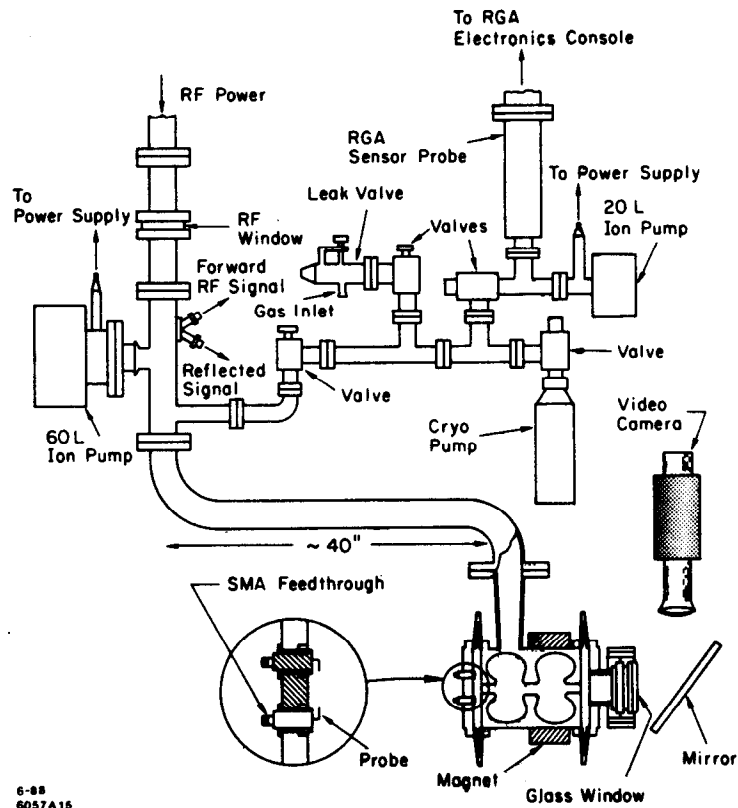 To RGA
Electronics Console
RF Power
RGA
Sensor Probe
To Power Supply
20 L
Ion Pump
To
Power Supply
RF
Window
Leak Valve
Valves
Forward
RF Signal
Gas Inlet
Reflected
Signal
Valve
Valve
60 L
Ion Pump
Cryo
Pump
Video
Camera
~ 40"
SMA Feedthrough
Probe
Magnet
Mirror
Glass Window
6-88
6057A15